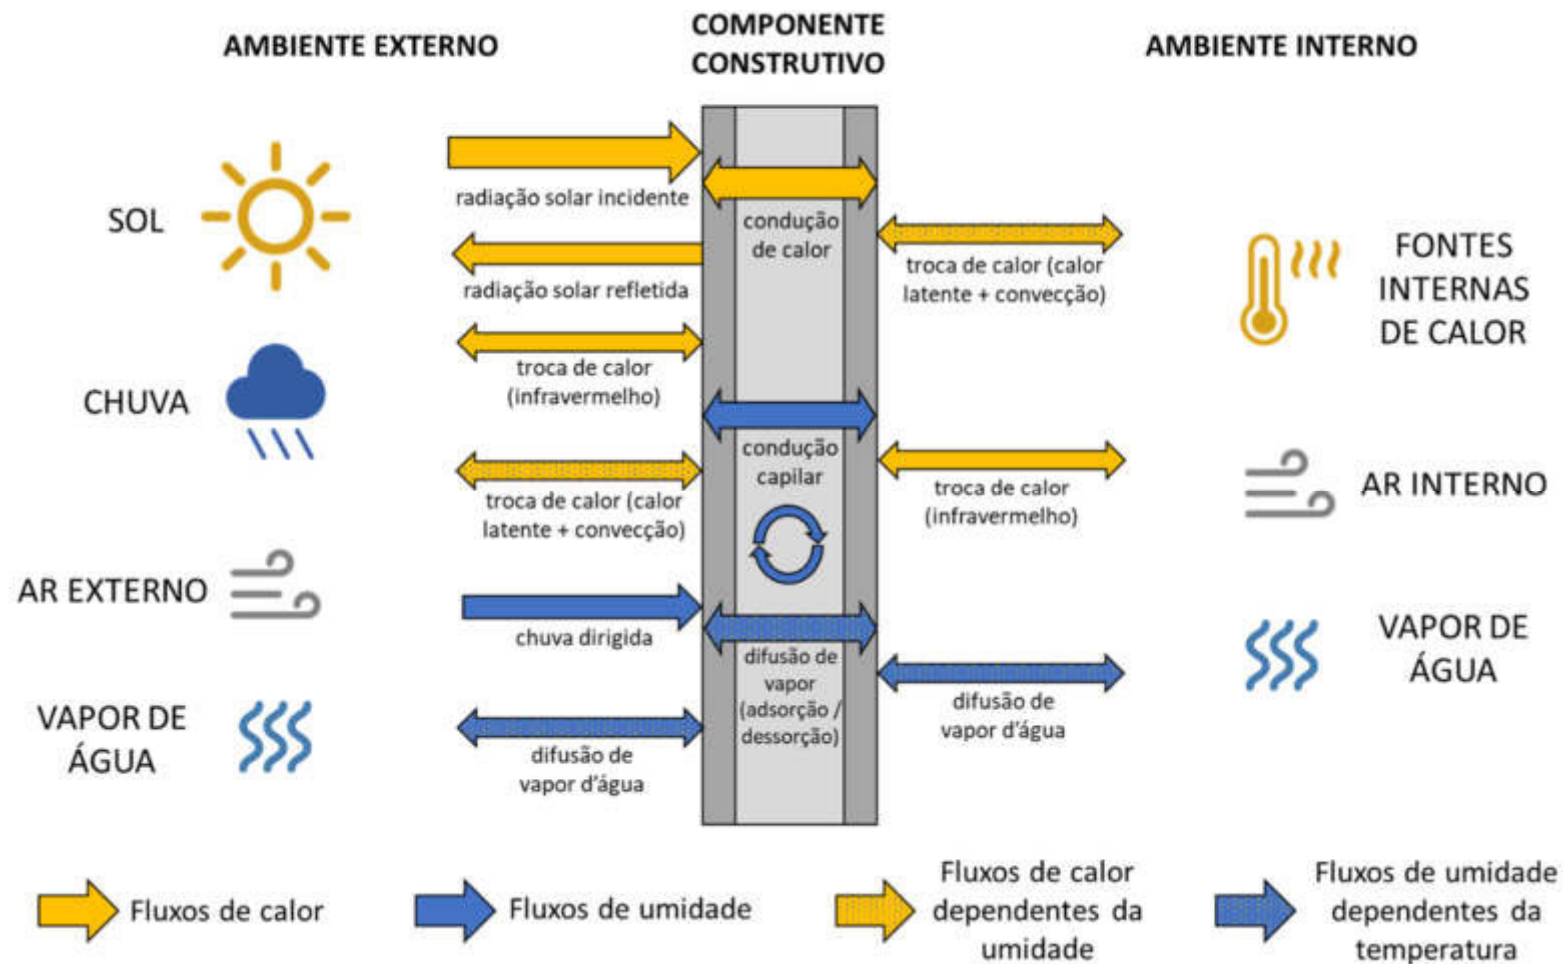 AMBIENTE EXTERNO
COMPONENTE
CONSTRUTIVO
AMBIENTE INTERNO
SOL
radiação solar incidente
radiação solar refletida
CHUVA
troca de calor
(infravermelho)
troca de calor (calor
latente + convecção)
AR EXTERNO
chuva dirigida
VAPOR DE
ÁGUA
difusão de
vapor d'água
condução
de calor
condução
capilar
difusão de
vapor
(adsorção /
dessorção)
troca de calor (calor
latente + convecção)
FONTES
INTERNAS
DE CALOR
troca de calor
(infravermelho)
AR INTERNO
difusão de
vapor d'água
VAPOR DE
ÁGUA
Fluxos de calor
Fluxos de umidade
Fluxos de calor
dependentes da
umidade
Fluxos de umidade
dependentes da
temperatura